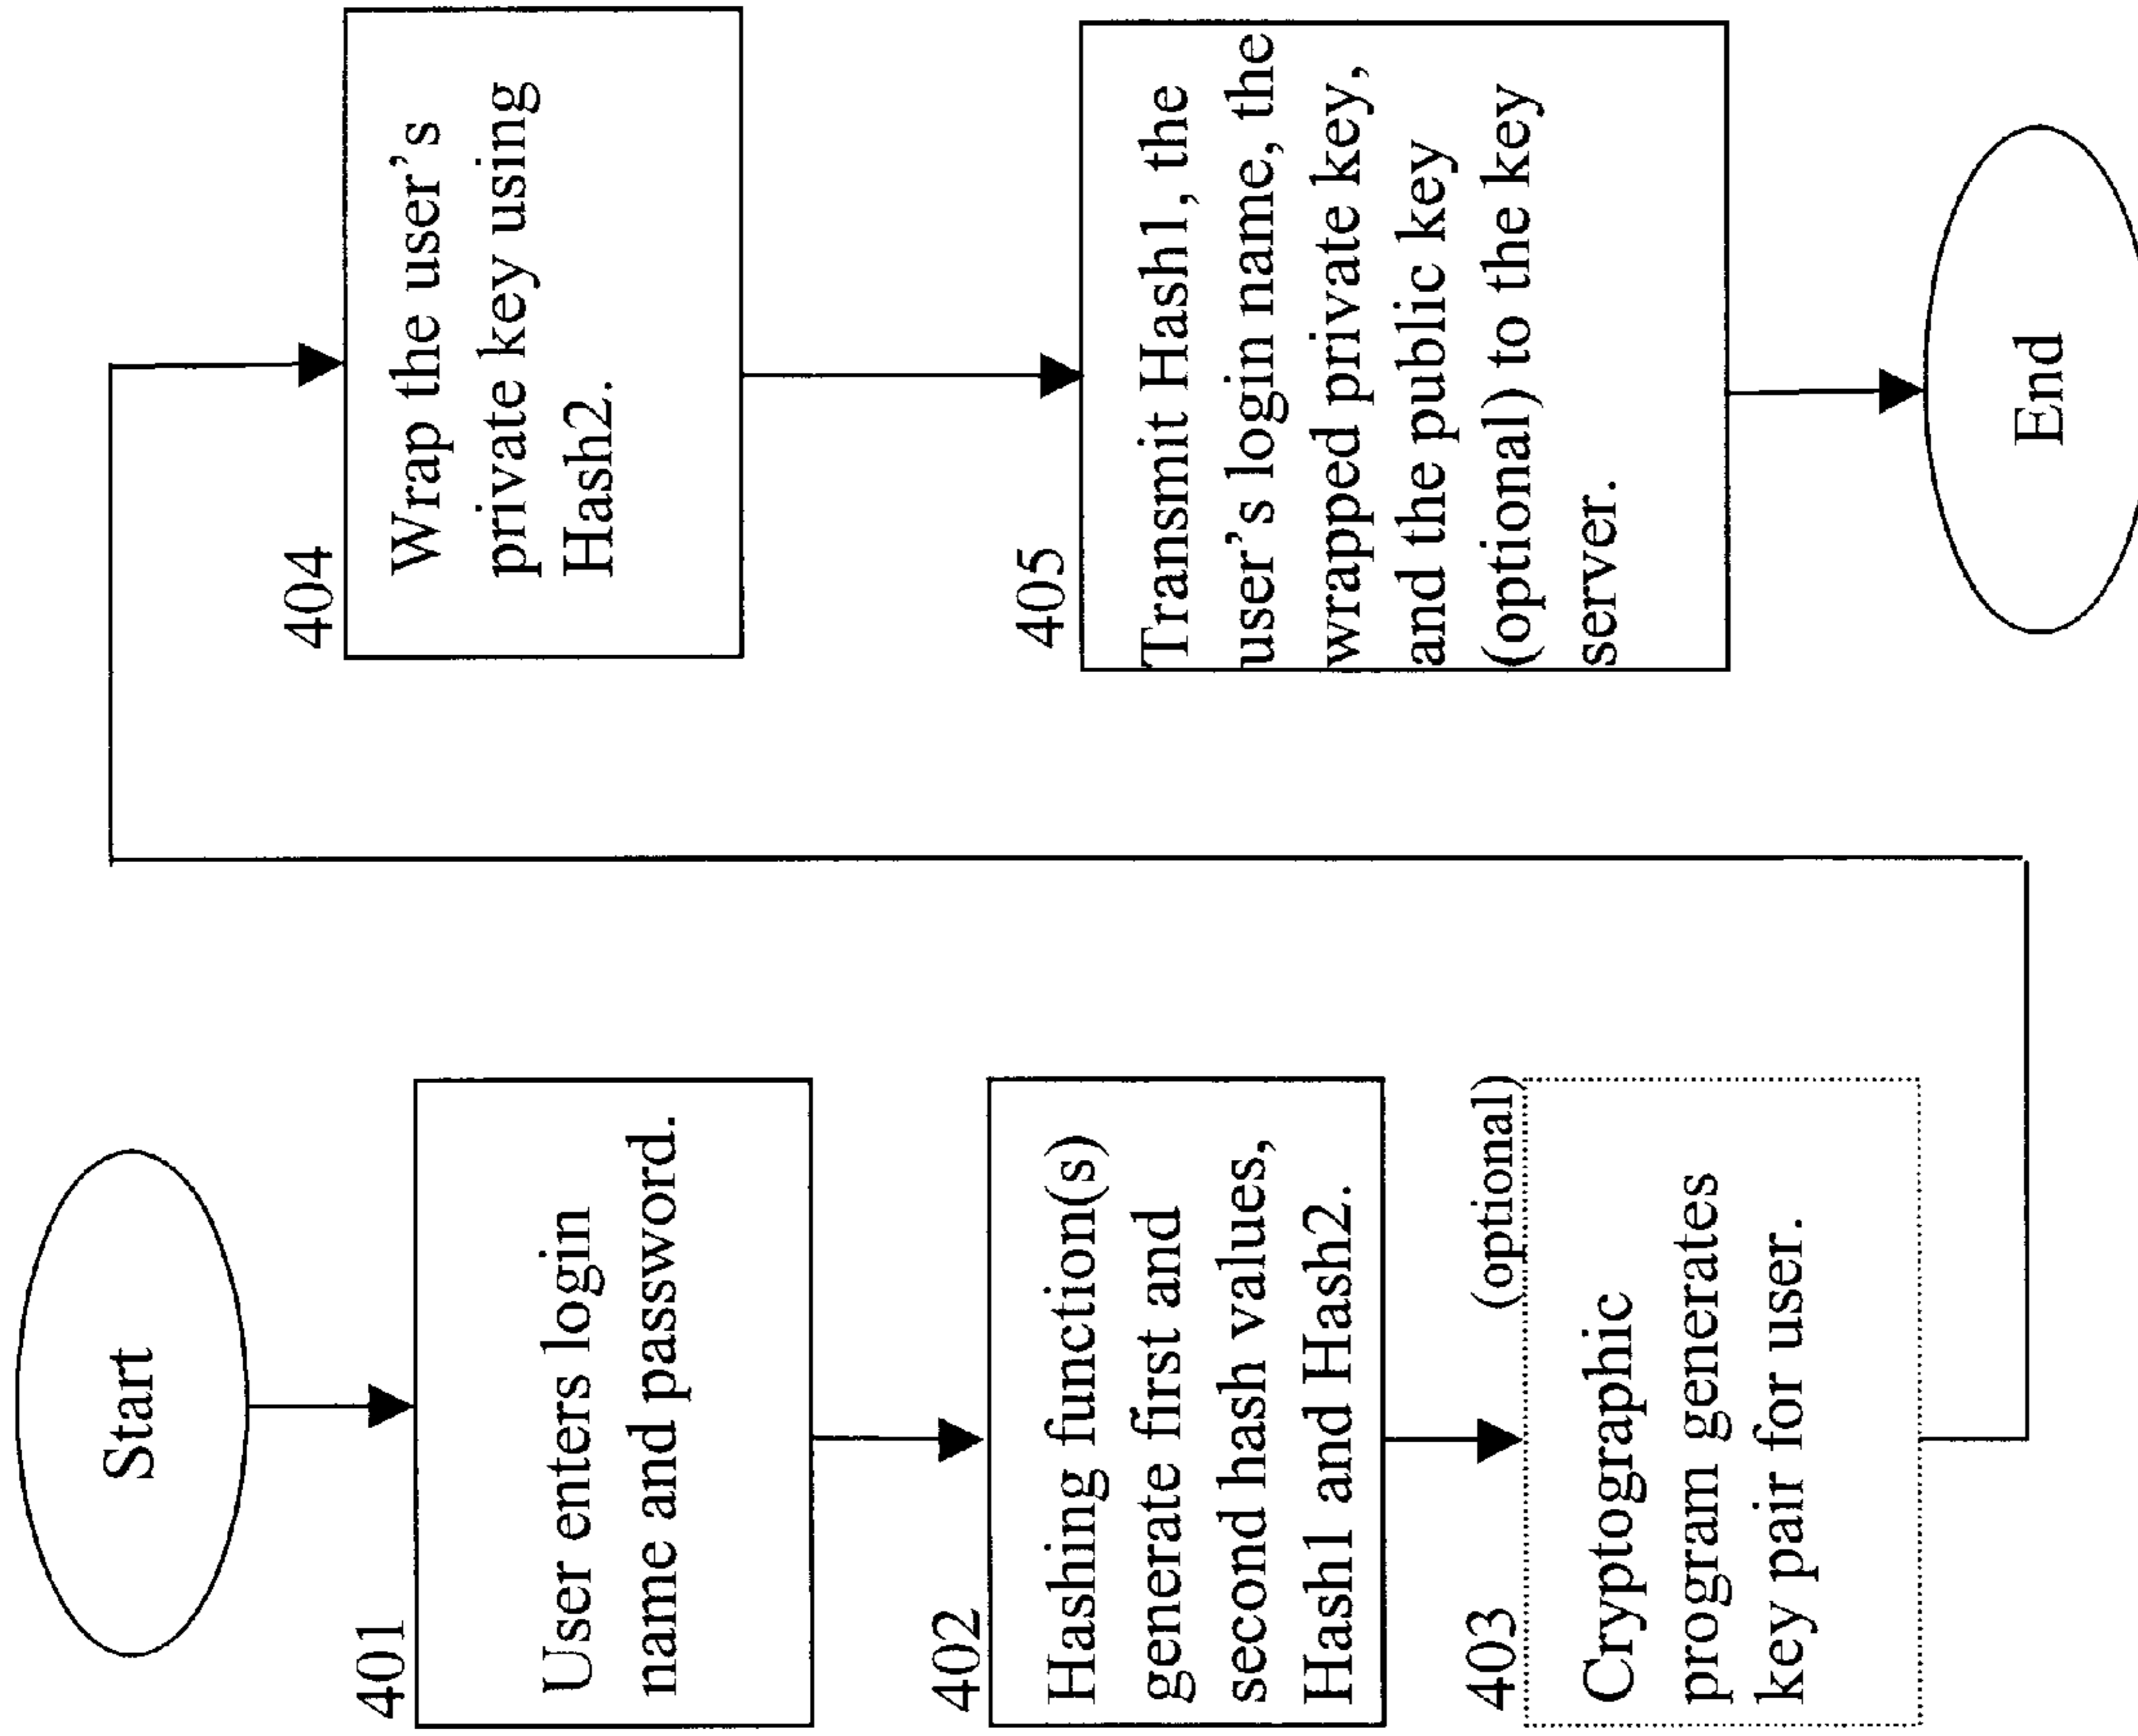 Start
401
User enters login
name and password.
402
Hashing function(s)
generate first and
second hash values,
Hash1 and Hash2.
403
(optional)
Cryptographic
program generates
key pair for user.
404
Wrap the user's
private key using
Hash2.
405
Transmit Hash1, the
user's login name, the
wrapped private key,
and the public key
(optional) to the key
server.
End